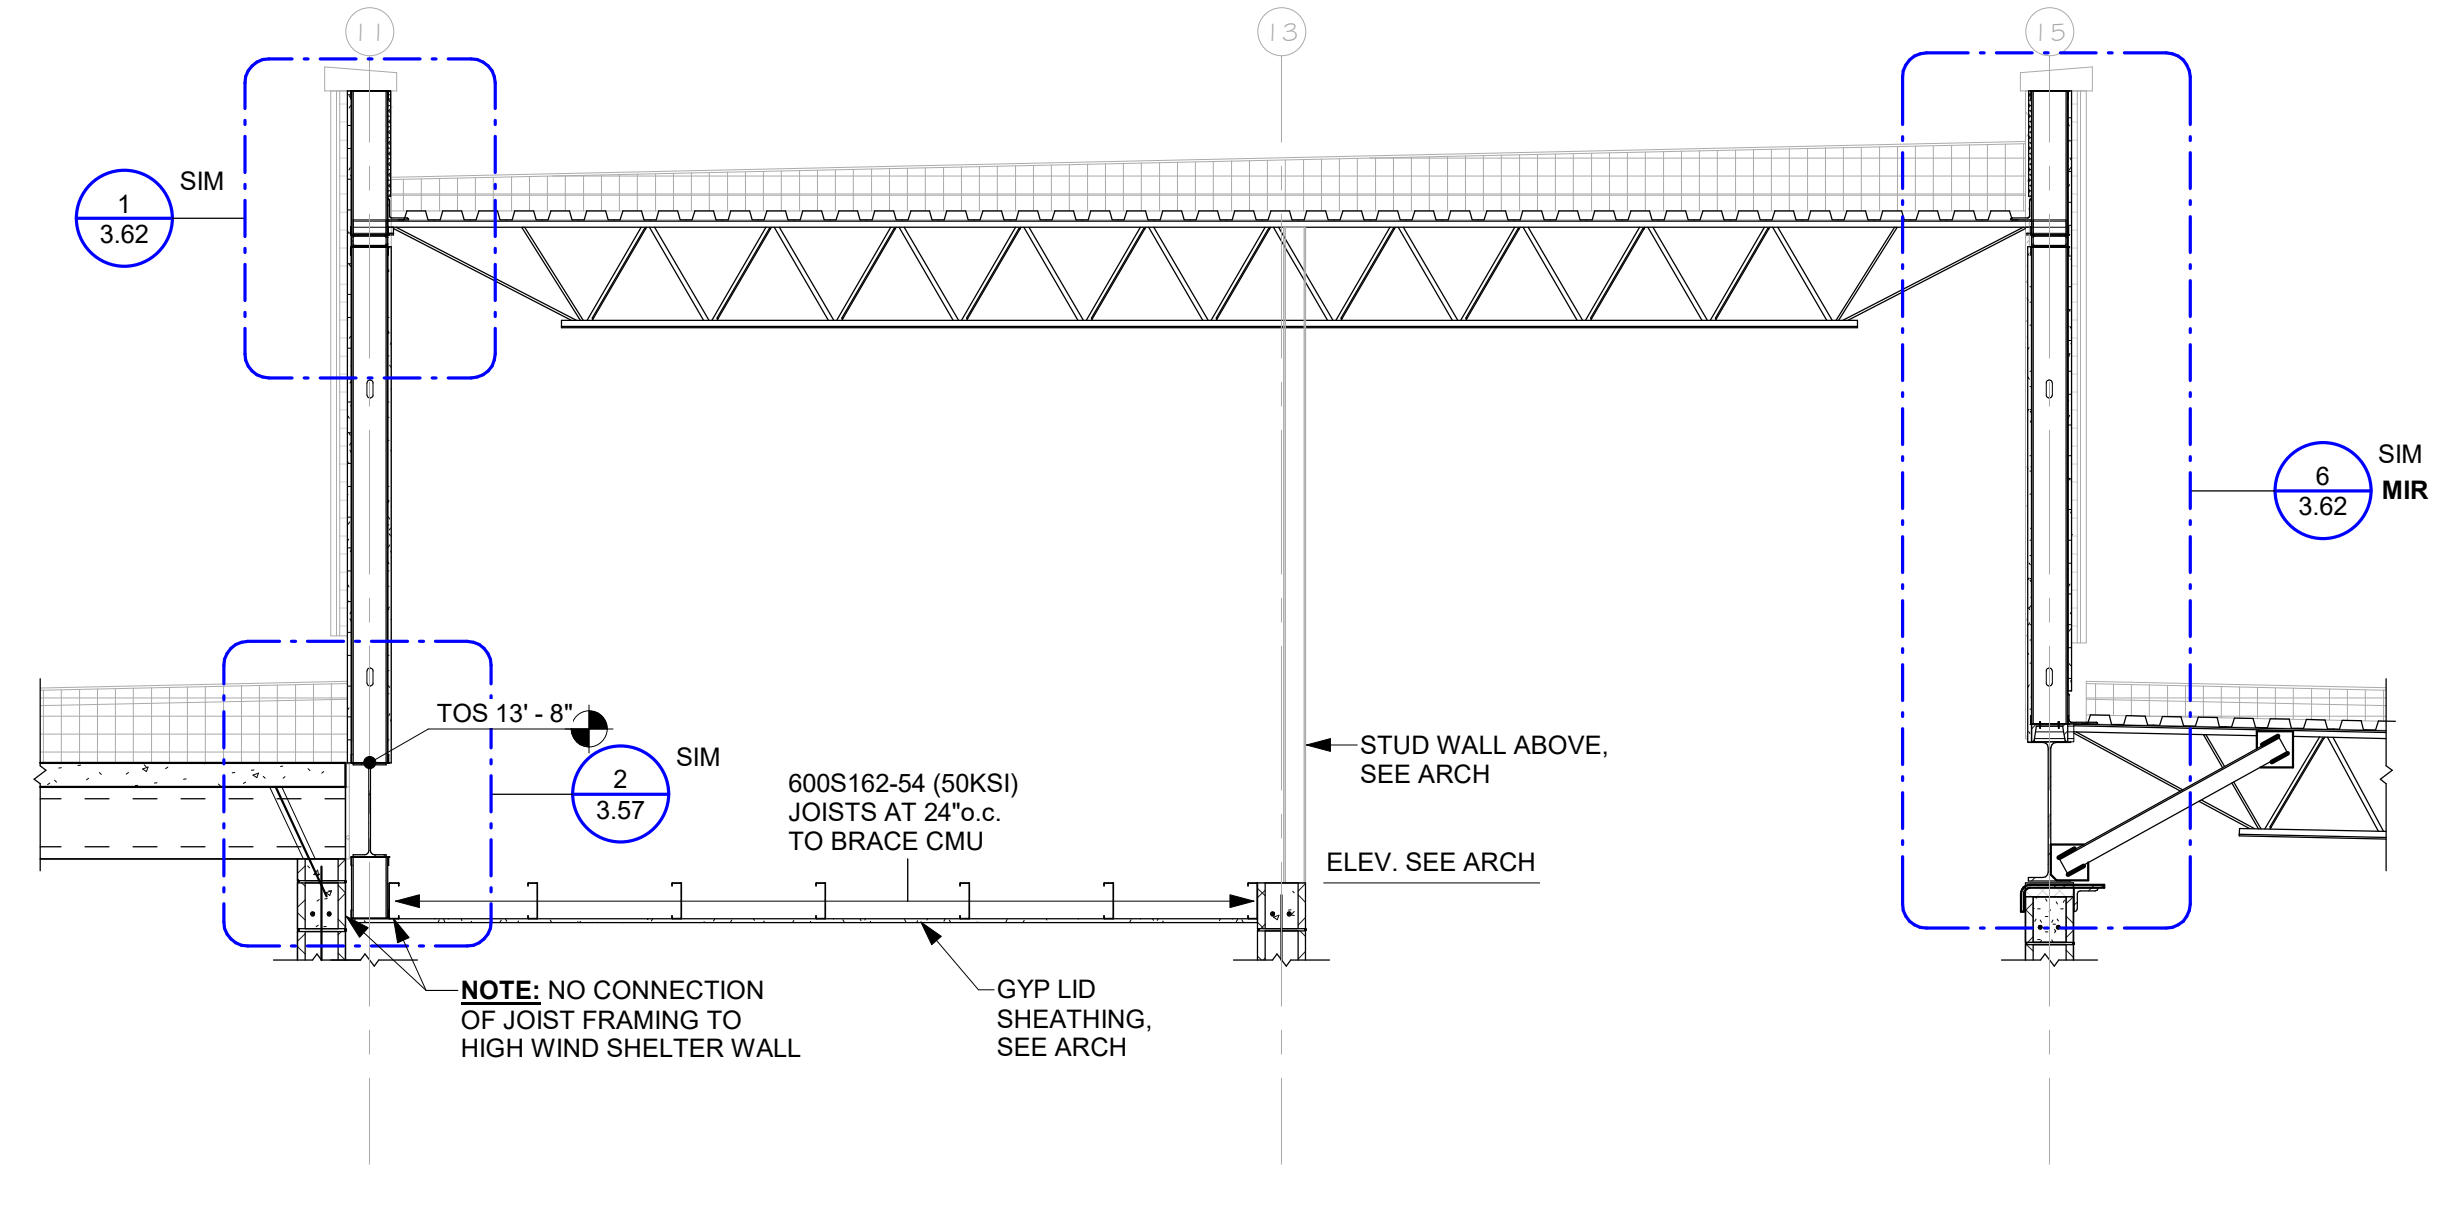 11
13
15
SIM
1
3.62
SIM
6
MIR
3.62
TOS 13' - 8"
SIM
2
3.57
600S162-54 (50KSI)
JOISTS AT 24"o.c.
TO BRACE CMU
STUD WALL ABOVE,
SEE ARCH
ELEV. SEE ARCH
NOTE: NO CONNECTION
OF JOIST FRAMING TO
HIGH WIND SHELTER WALL
GYP LID
SHEATHING,
SEE ARCH